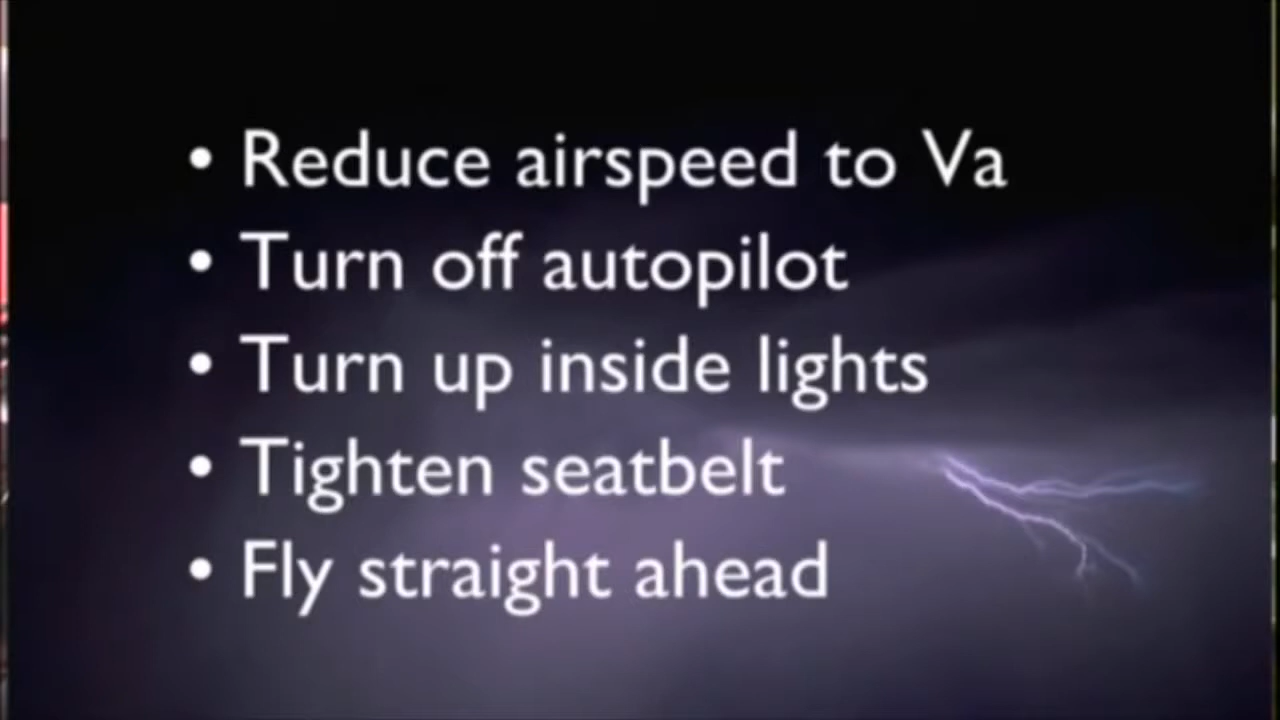 • Reduce airspeed to Va
• Turn off autopilot
• Turn up inside lights
• Tighten seatbelt
• Fly straight ahead